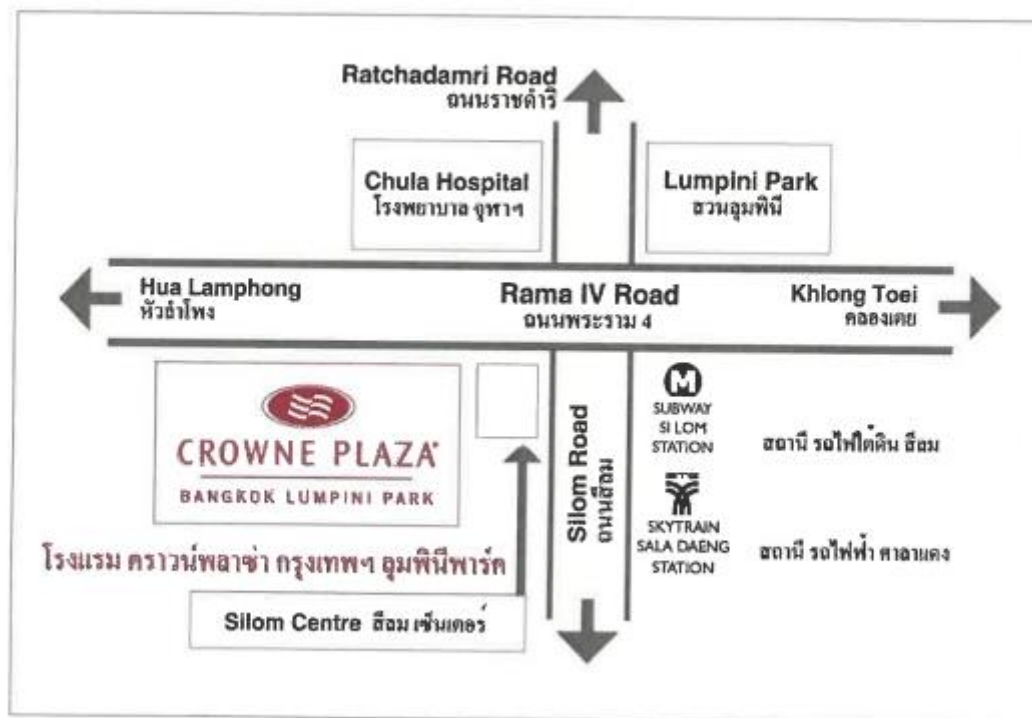 Ratchadamri Road
ถนนราชดำริ
Chula Hospital
โรงพยาบาล จุฬาฯ
Lumpini Park
สวนลุมพินี
Hua Lamphong
หัวลำโพง
Rama IV Road
ถนนพระราม 4
Khlong Toei
คลองเตย
CROWNE PLAZA
BANGKOK LUMPINI PARK
โรงแรม คราวน์พลาซ่า กรุงเทพฯ ลุมพินีพาร์ค
Silom Centre สีลม เซ็นเตอร์
Silom Road
ถนนสีลม
M
SUBWAY
SI LOM
STATION
สถานี รถไฟใต้ดิน สีลม
SKYTRAIN
SALA DAENG
STATION
สถานี รถไฟฟ้า ศาลาแดง